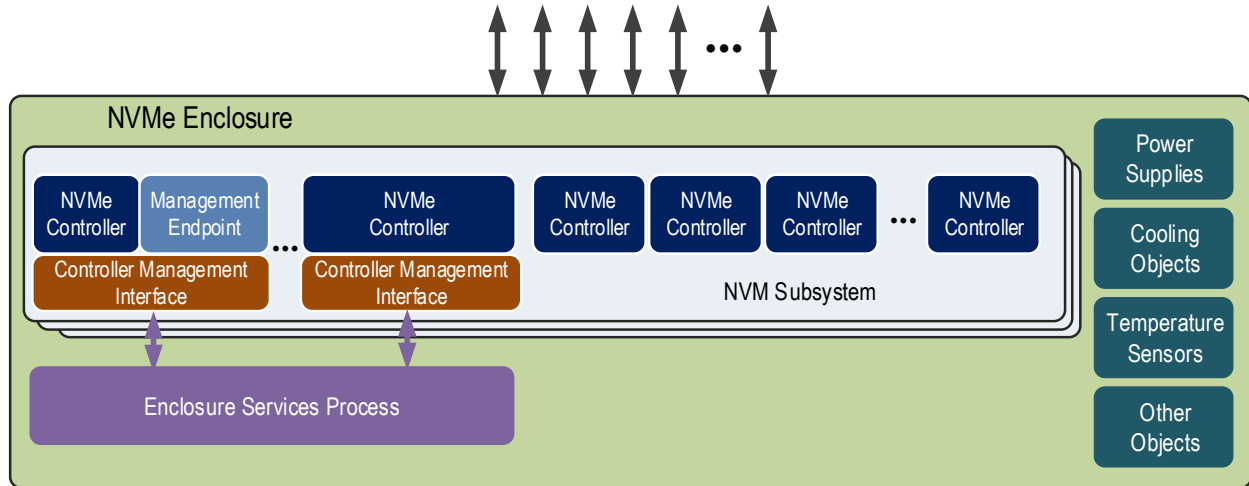 NVMe Enclosure
NVMe
Controller
Management
Endpoint
...
NVMe
Controller
NVMe
Controller
NVMe
Controller
NVMe
Controller
...
NVMe
Controller
Controller Management
Interface
Controller Management
Interface
NVM Subsystem
Enclosure Services Process
Power
Supplies
Cooling
Objects
Temperature
Sensors
Other
Objects